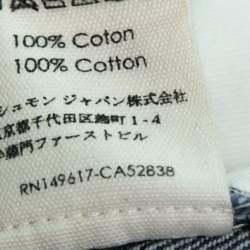 100% Coton
100% Cotton
シュモン ジャパン株式会社
京都千代田区麹町1-4
蔵門ファーストビル
RN149617-CA52838